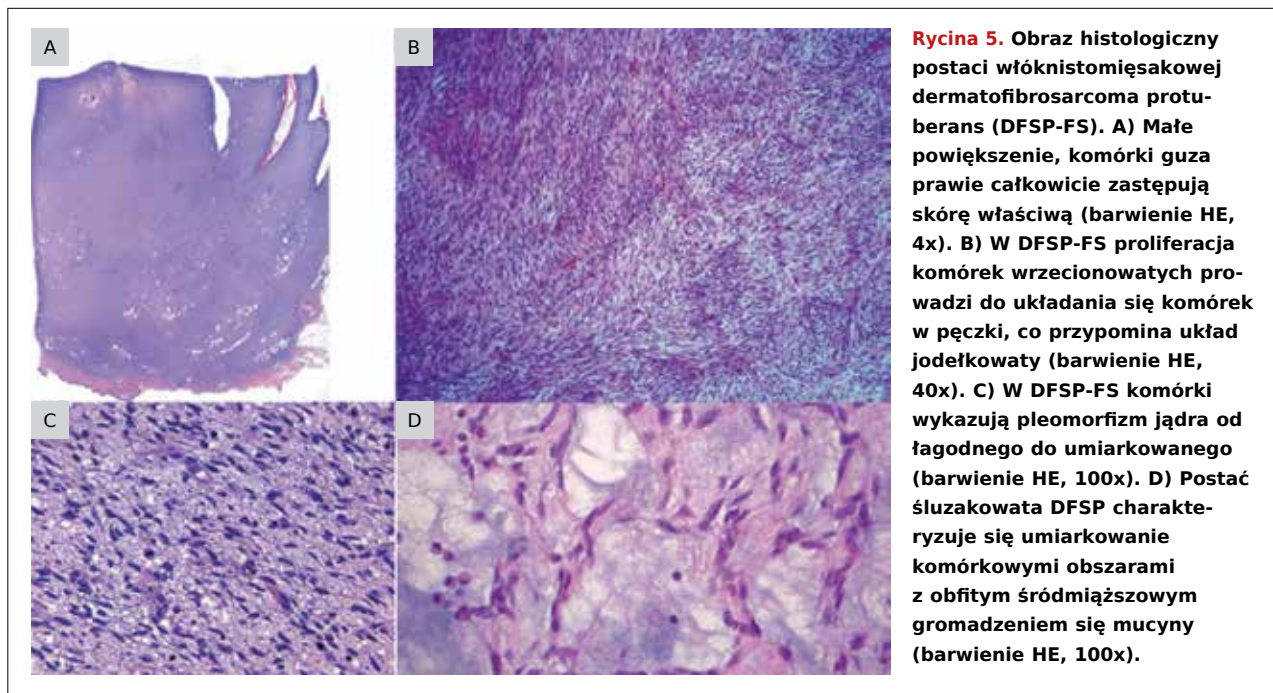 A
B
C
D
Rycina 5. Obraz histologiczny
postaci włóknistomięsakowej
dermatofibrosarcoma protu-
berans (DFSP-FS). A) Małe
powiększenie, komórki guza
prawie całkowicie zastępują
skórę właściwą (barwienie HE,
4x). B) W DFSP-FS proliferacja
komórek wrzecionowatych pro-
wadzi do układania się komórek
w pęczki, co przypomina układ
jodełkowaty (barwienie HE,
40x). C) W DFSP-FS komórki
wykazują pleomorfizm jądra od
łagodnego do umiarkowanego
(barwienie HE, 100x). D) Postać
śluzakowata DFSP charakte-
ryzuje się umiarkowanie
komórkowymi obszarami
z obfitym śródmiąższowym
gromadzeniem się mucyny
(barwienie HE, 100x).